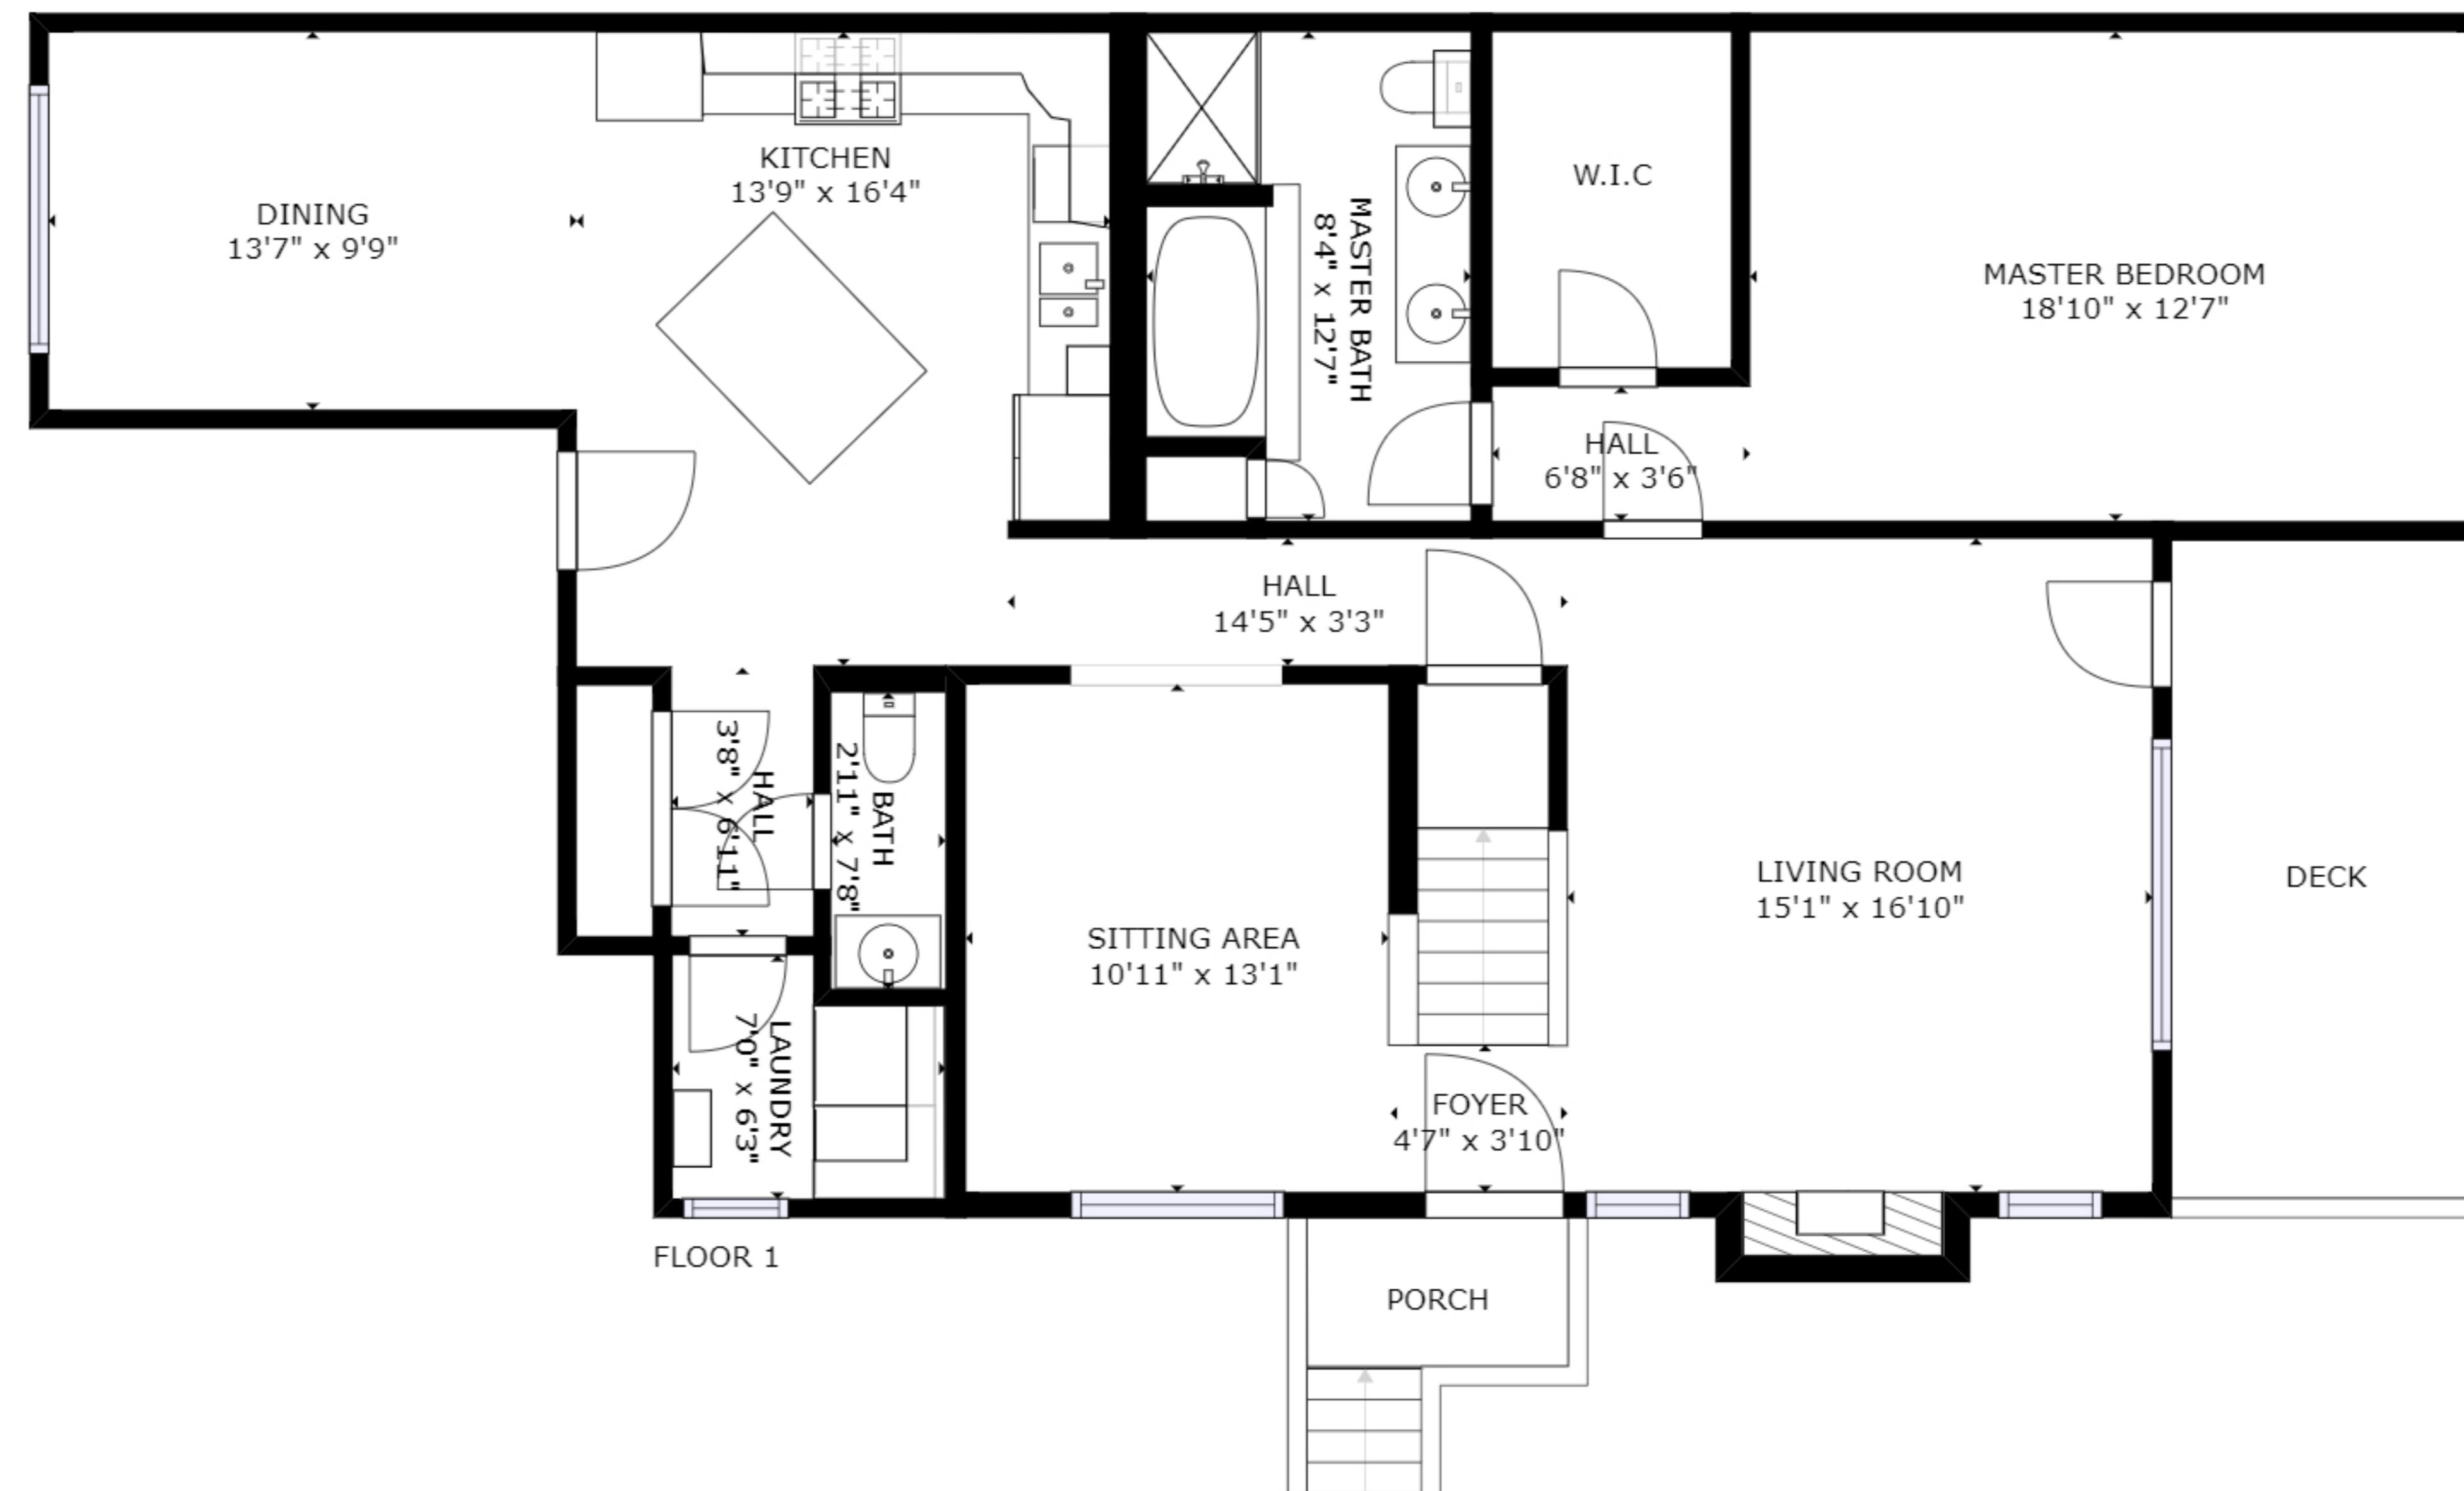 KITCHEN
13'9" x 16'4"
DINING
13'7" x 9'9"
MASTER BATH
8'4" x 12'7"
W.I.C
MASTER BEDROOM
18'10" x 12'7"
HALL
6'8" x 3'6"
HALL
14'5" x 3'3"
HALL
3'8" x 6'11"
BATH
2'11" x 7'8"
LIVING ROOM
15'1" x 16'10"
DECK
SITTING AREA
10'11" x 13'1"
LAUNDRY
7'0" x 6'3"
FOYER
4'7" x 3'10"
FLOOR 1
PORCH